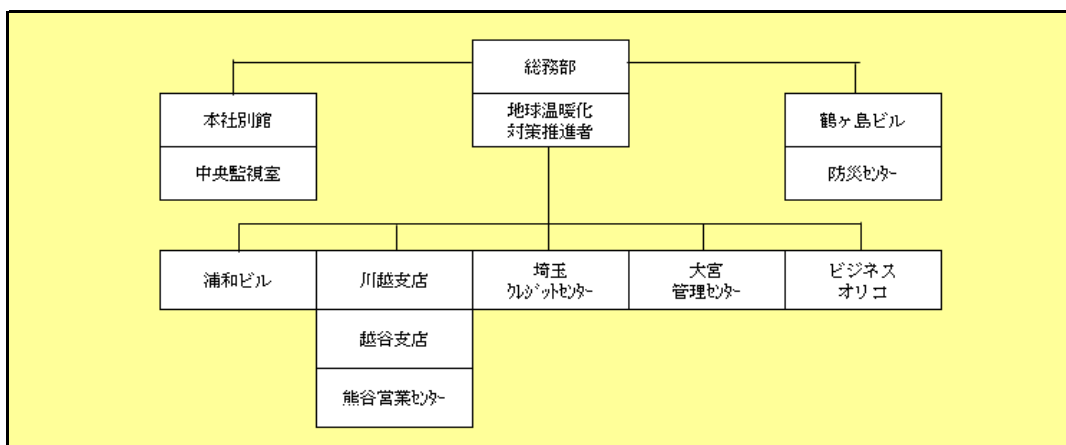 総務部
地球温暖化
対策推進者
本社別館
中央監視室
鶴ヶ島ビル
防災ｾﾝﾀｰ
浦和ビル
川越支店
越谷支店
熊谷営業ｾﾝﾀｰ
埼玉
ｸﾚｼﾞｯﾄｾﾝﾀｰ
大宮
管理ｾﾝﾀｰ
ビジネス
オリコ